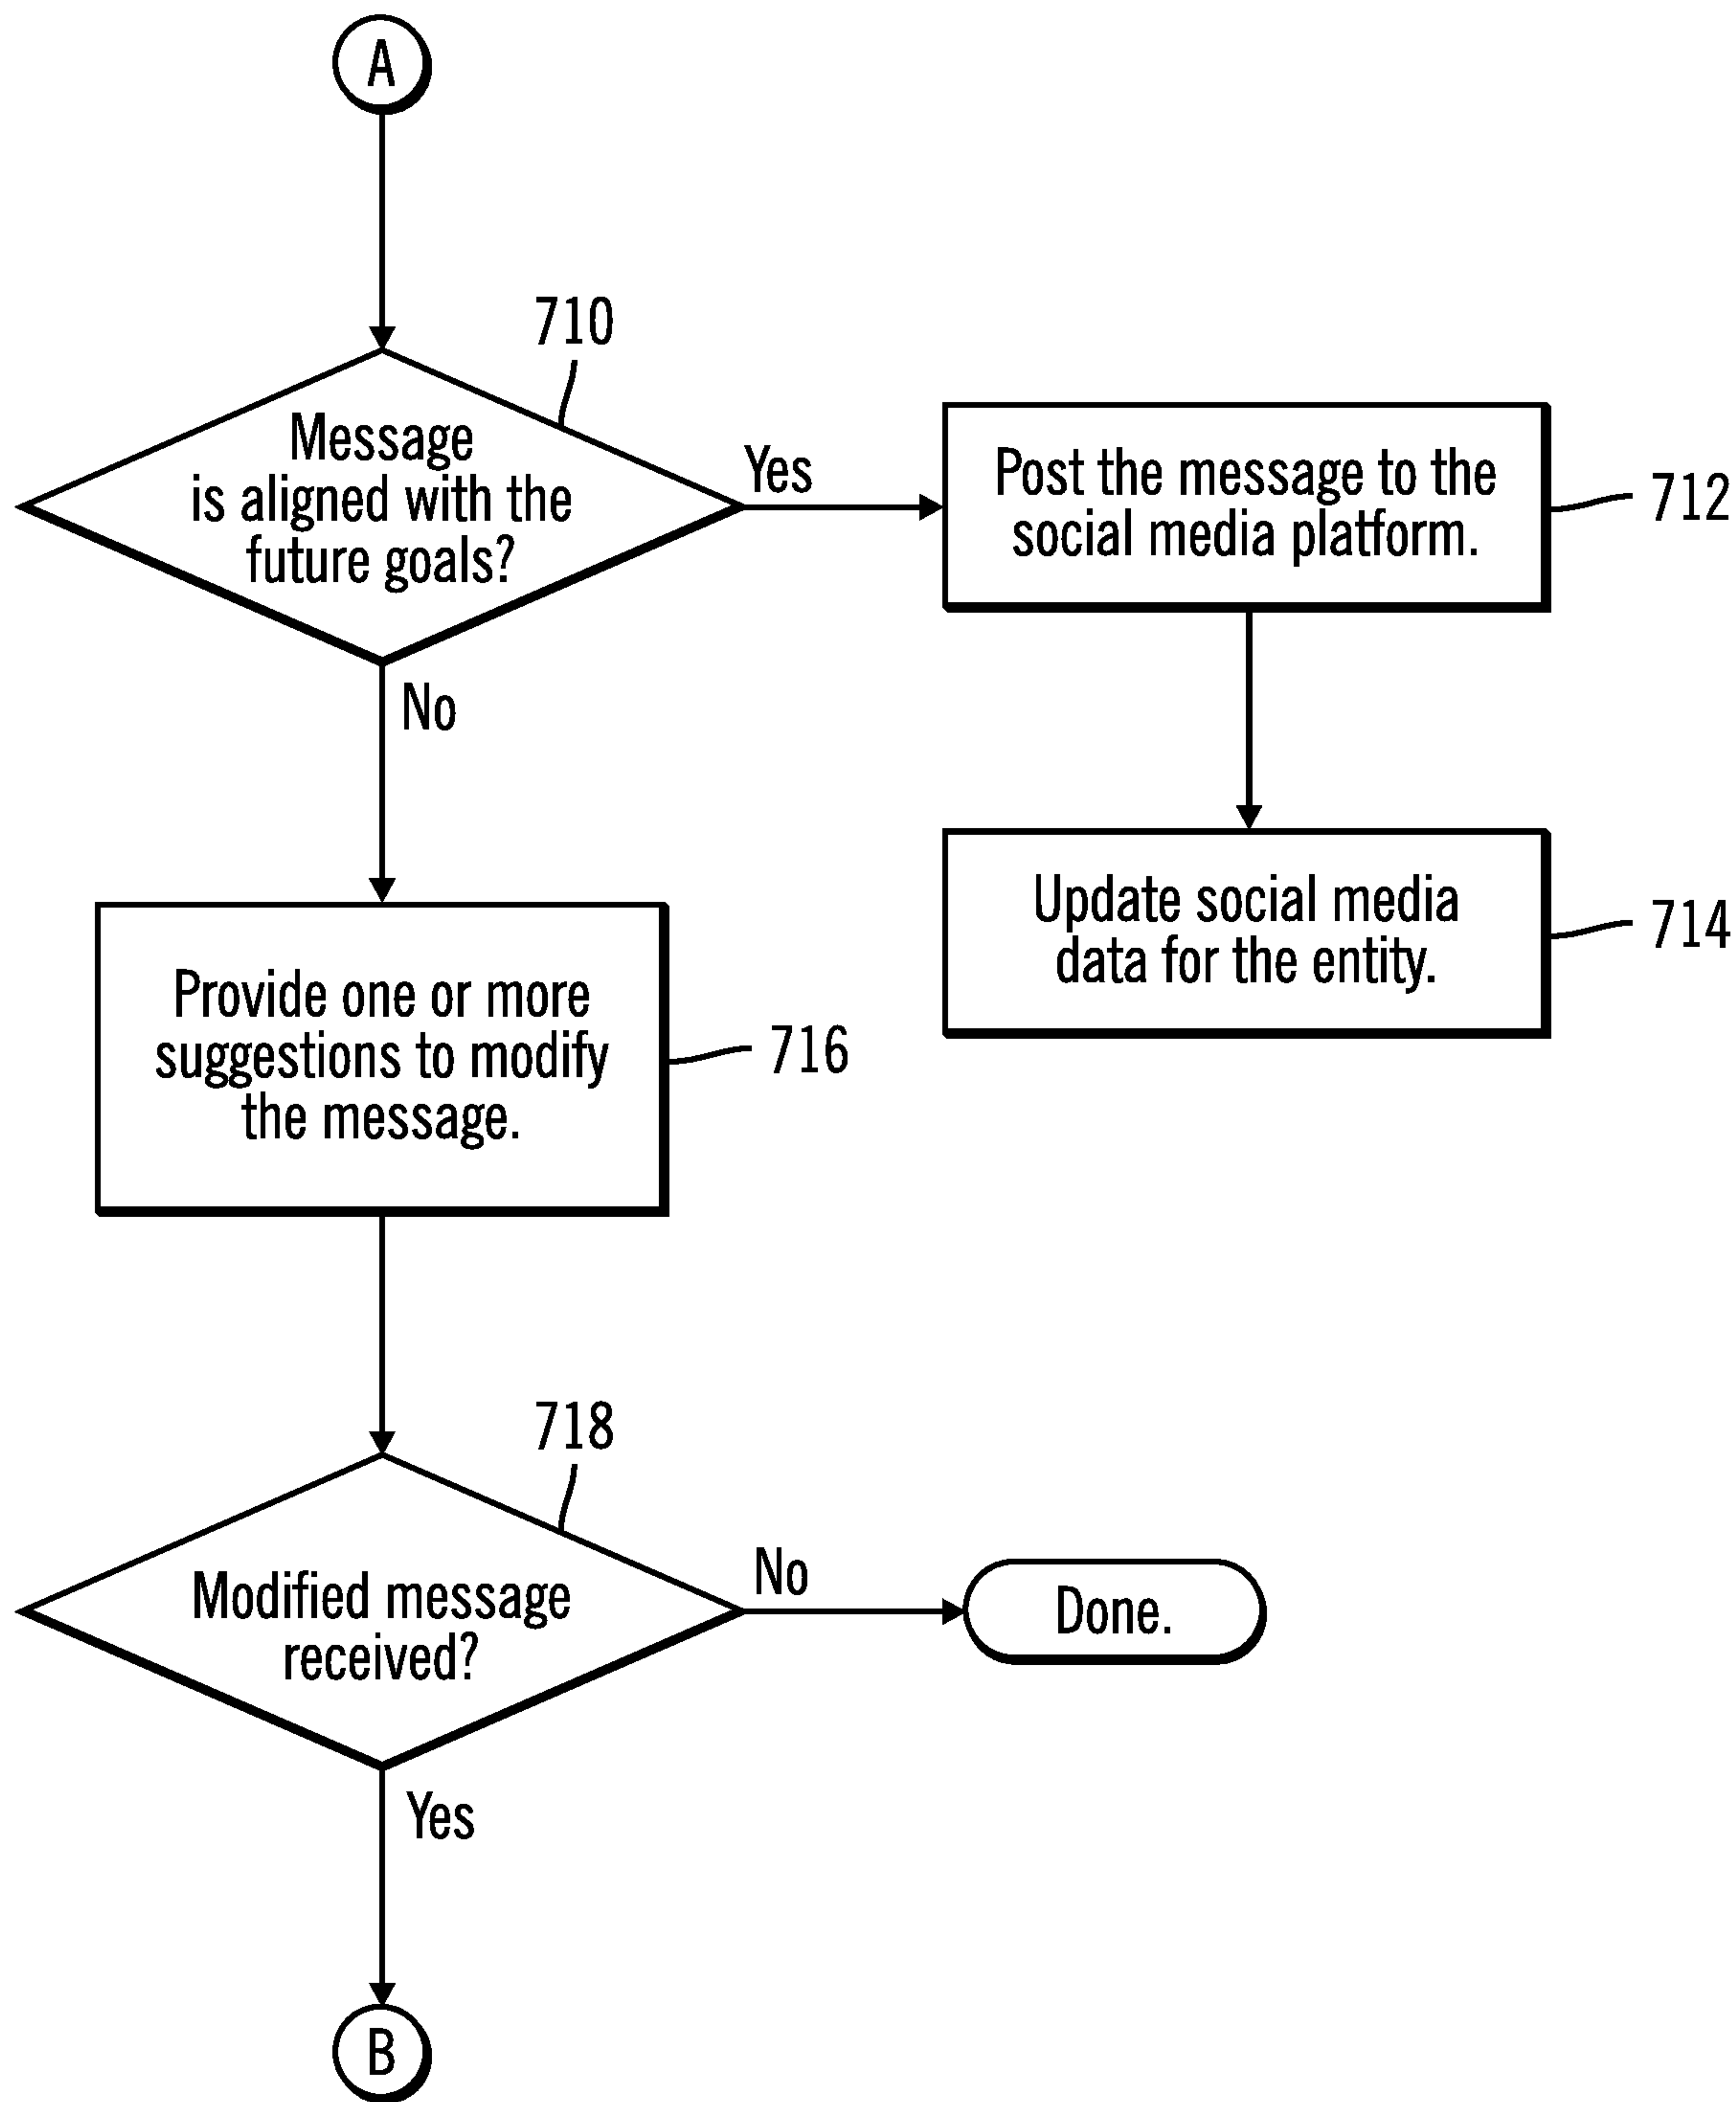 A
710
Message
is aligned with the
future goals?
Yes
Post the message to the
social media platform.
712
No
Update social media
data for the entity.
714
Provide one or more
suggestions to modify
the message.
716
718
Modified message
received?
No
Done.
Yes
B